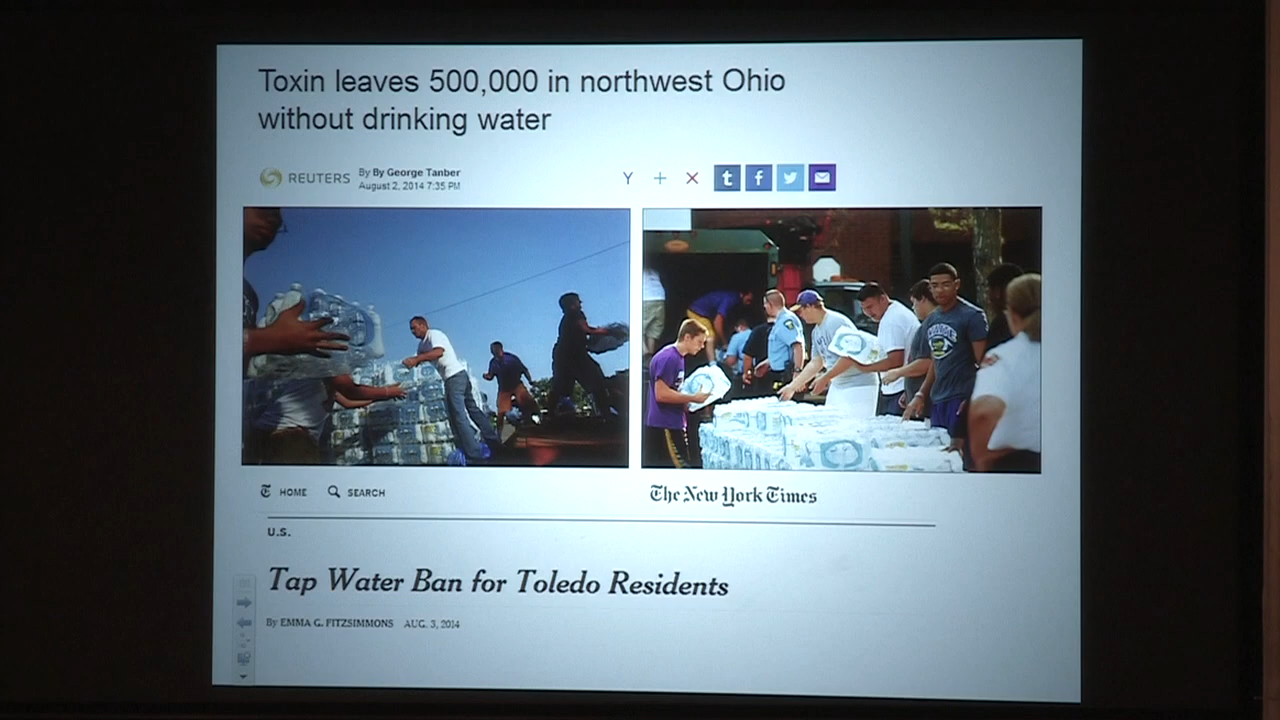 Toxin leaves 500,000 in northwest Ohio
without drinking water
REUTERS
By By George Tanber
August 2, 2014 7:35 PM
HOME SEARCH
The New York Times
U.S.
Tap Water Ban for Toledo Residents
By EMMA G. FITZSIMMONS AUG. 3, 2014